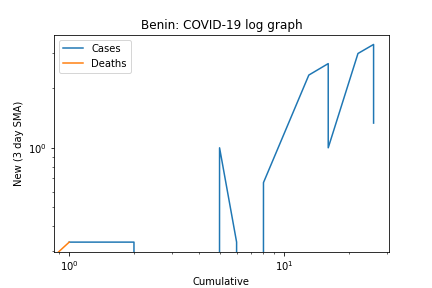 Benin: COVID-19 log graph
Cases
Deaths
New (3 day SMA)
10⁰
10⁰
10¹
Cumulative